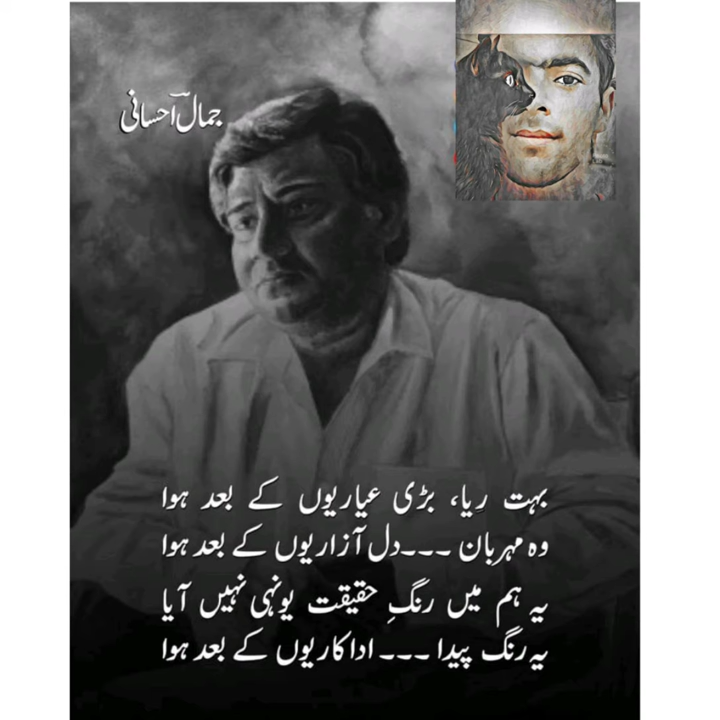 جمال احسانی
بہت رِیا، بڑی عیاریوں کے بعد ہوا
وہ مہربان ۔۔۔دل آزاریوں کے بعد ہوا
یہ ہم میں رنگِ حقیقت یونہی نہیں آیا
یہ رنگ پیدا ۔۔۔ اداکاریوں کے بعد ہوا